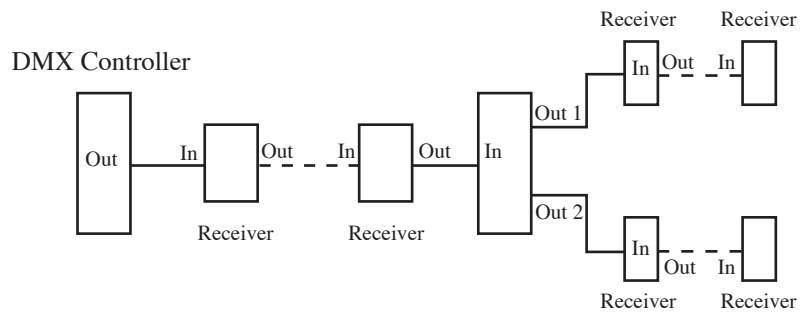 Receiver Receiver
DMX Controller
In Out In
Out 1
Out In Out In Out In
Out 2
Receiver Receiver
In
Out In
Receiver Receiver